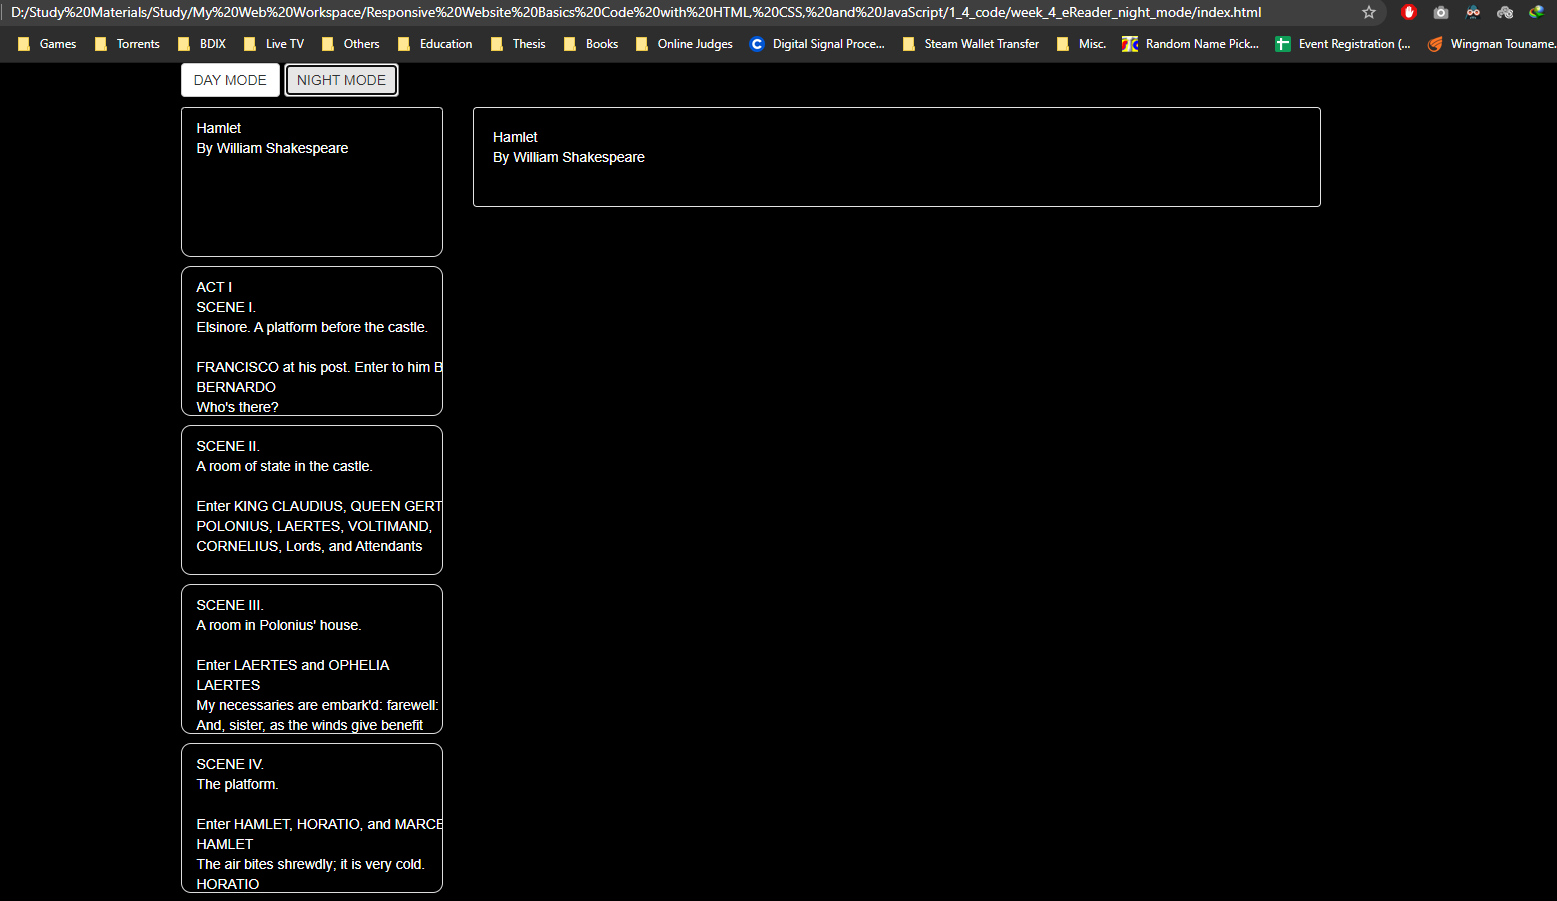 D:/Study%20Materials/Study/My%20Web%20Workspace/Responsive%20Website%20Basics%20Code%20with%20HTML,%20CSS,%20and%20JavaScript/1_4_code/week_4_eReader_night_mode/index.html
Games Torrents BDIX Live TV Others Education Thesis Books Online Judges Digital Signal Proce... Steam Wallet Transfer Misc. Random Name Pick... Event Registration (... Wingman Touname.
DAY MODE NIGHT MODE
Hamlet
By William Shakespeare
ACT I
SCENE I.
Elsinore. A platform before the castle.
FRANCISCO at his post. Enter to him B
BERNARDO
Who's there?
SCENE II.
A room of state in the castle.
Enter KING CLAUDIUS, QUEEN GERT
POLONIUS, LAERTES, VOLTIMAND,
CORNELIUS, Lords, and Attendants
SCENE III.
A room in Polonius' house.
Enter LAERTES and OPHELIA
LAERTES
My necessaries are embark'd: farewell:
And, sister, as the winds give benefit
SCENE IV.
The platform.
Enter HAMLET, HORATIO, and MARCE
HAMLET
The air bites shrewdly; it is very cold.
HORATIO
Hamlet
By William Shakespeare